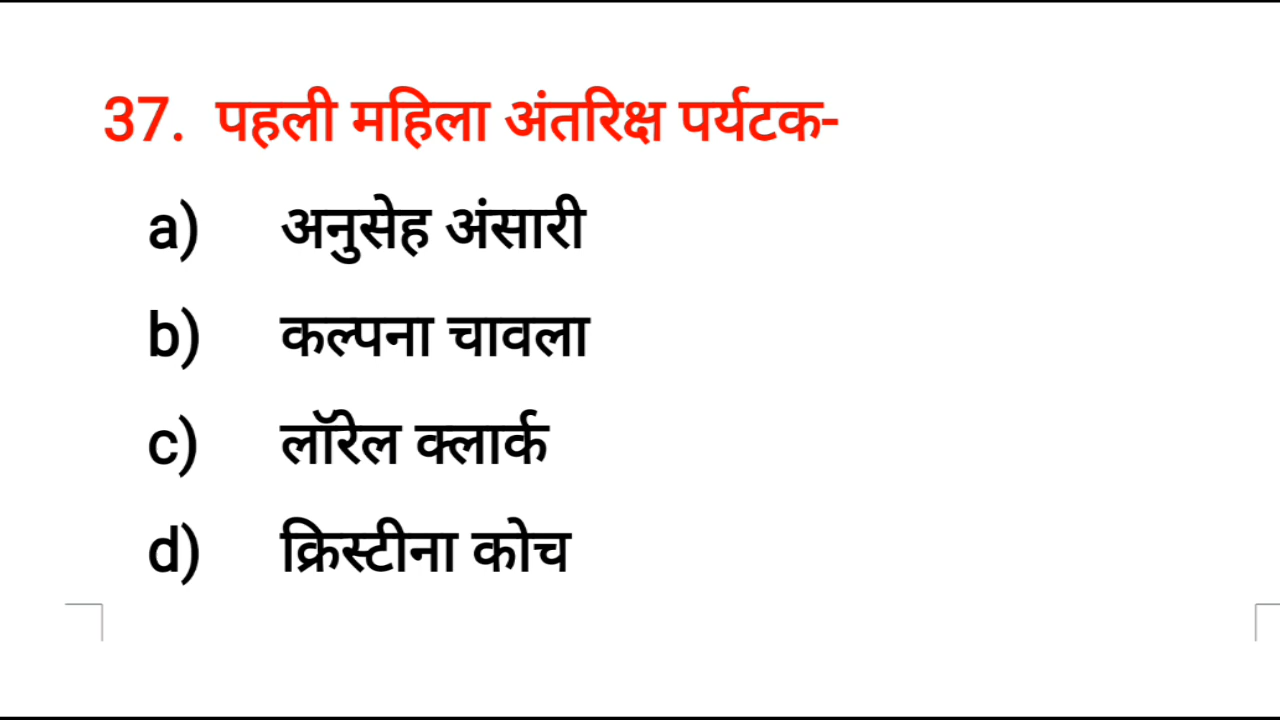 37. पहली महिला अंतरिक्ष पर्यटक-
a) अनुसेह अंसारी
b) कल्पना चावला
c) लॉरेल क्लार्क
d) क्रिस्टीना कोच